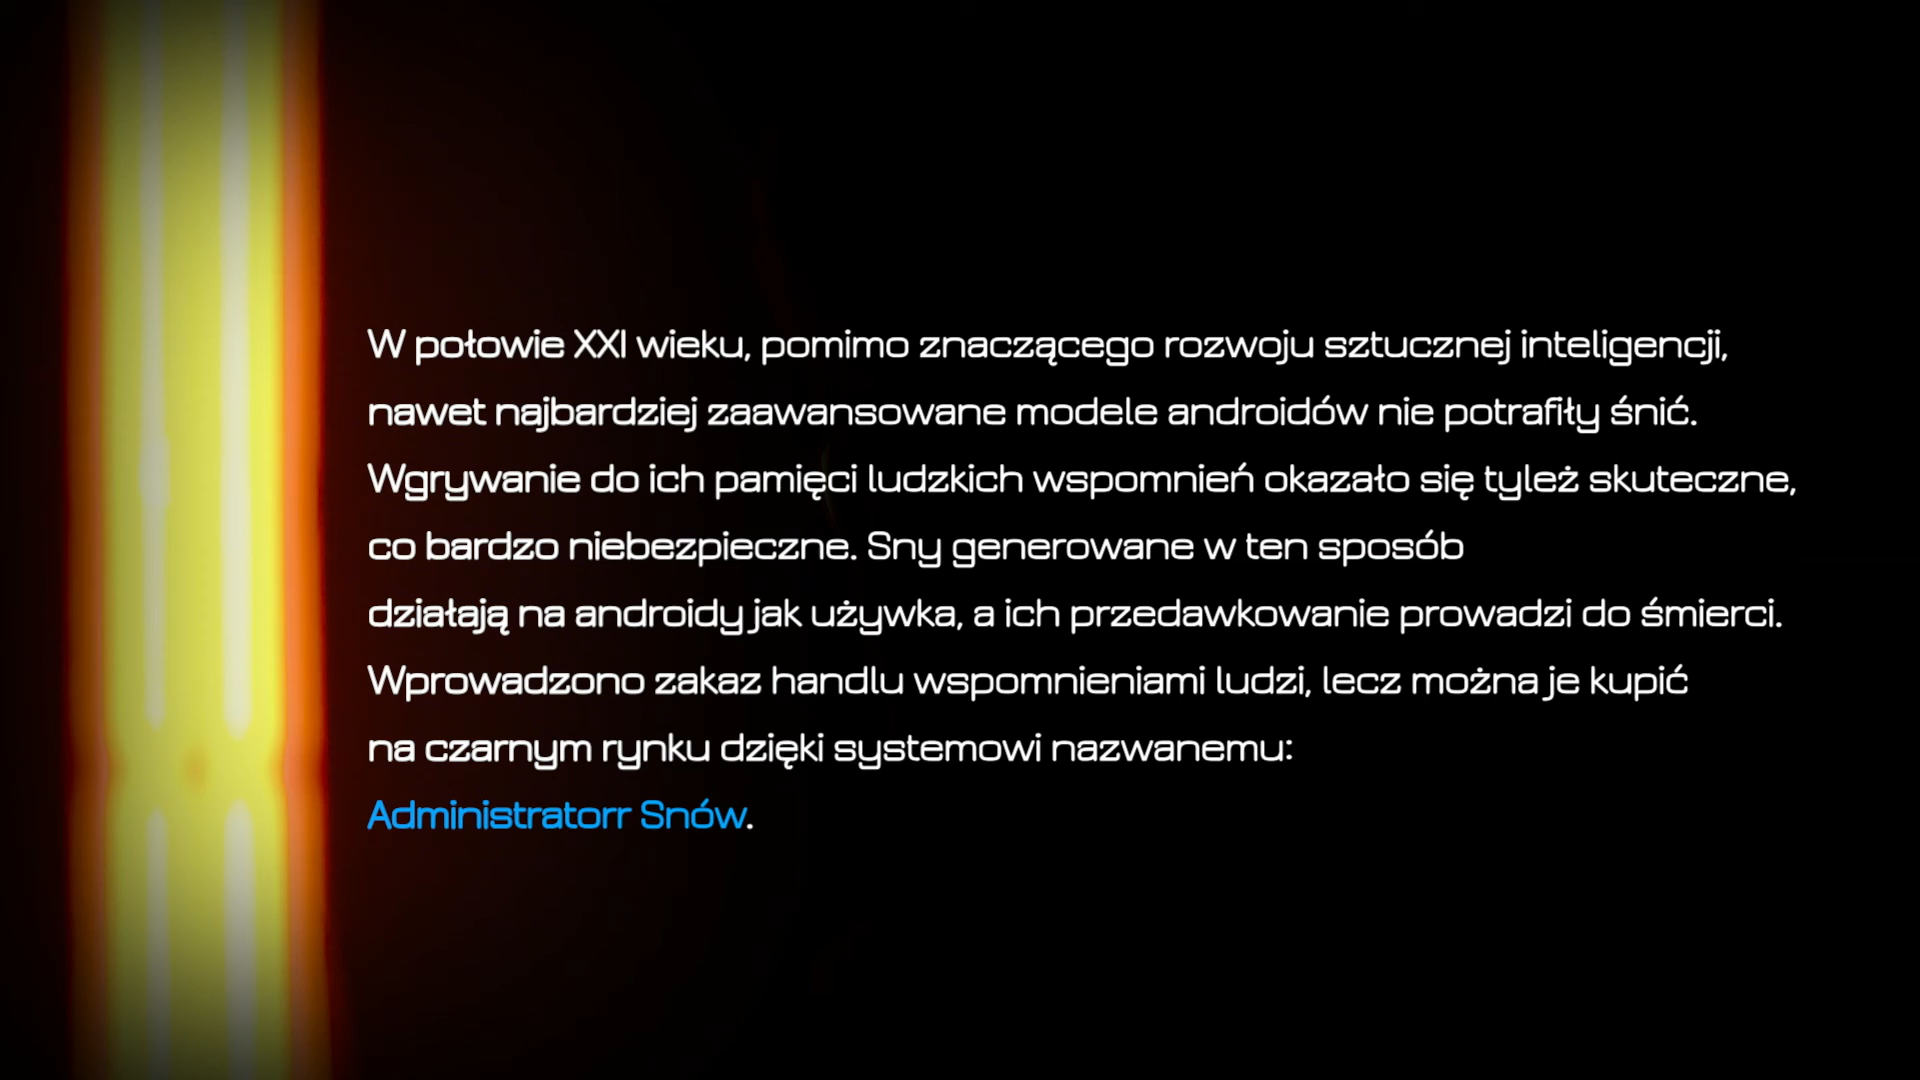 W połowie XXI wieku, pomimo znaczącego rozwoju sztucznej inteligencji,
nawet najbardziej zaawansowane modele androidów nie potrafiły śnić.
Wgrywanie do ich pamięci ludzkich wspomnień okazało się tyleż skuteczne,
co bardzo niebezpieczne. Sny generowane w ten sposób
działają na androidy jak używka, a ich przedawkowanie prowadzi do śmierci.
Wprowadzono zakaz handlu wspomnieniami ludzi, lecz można je kupić
na czarnym rynku dzięki systemowi nazwanemu:
Administratorr Snów.